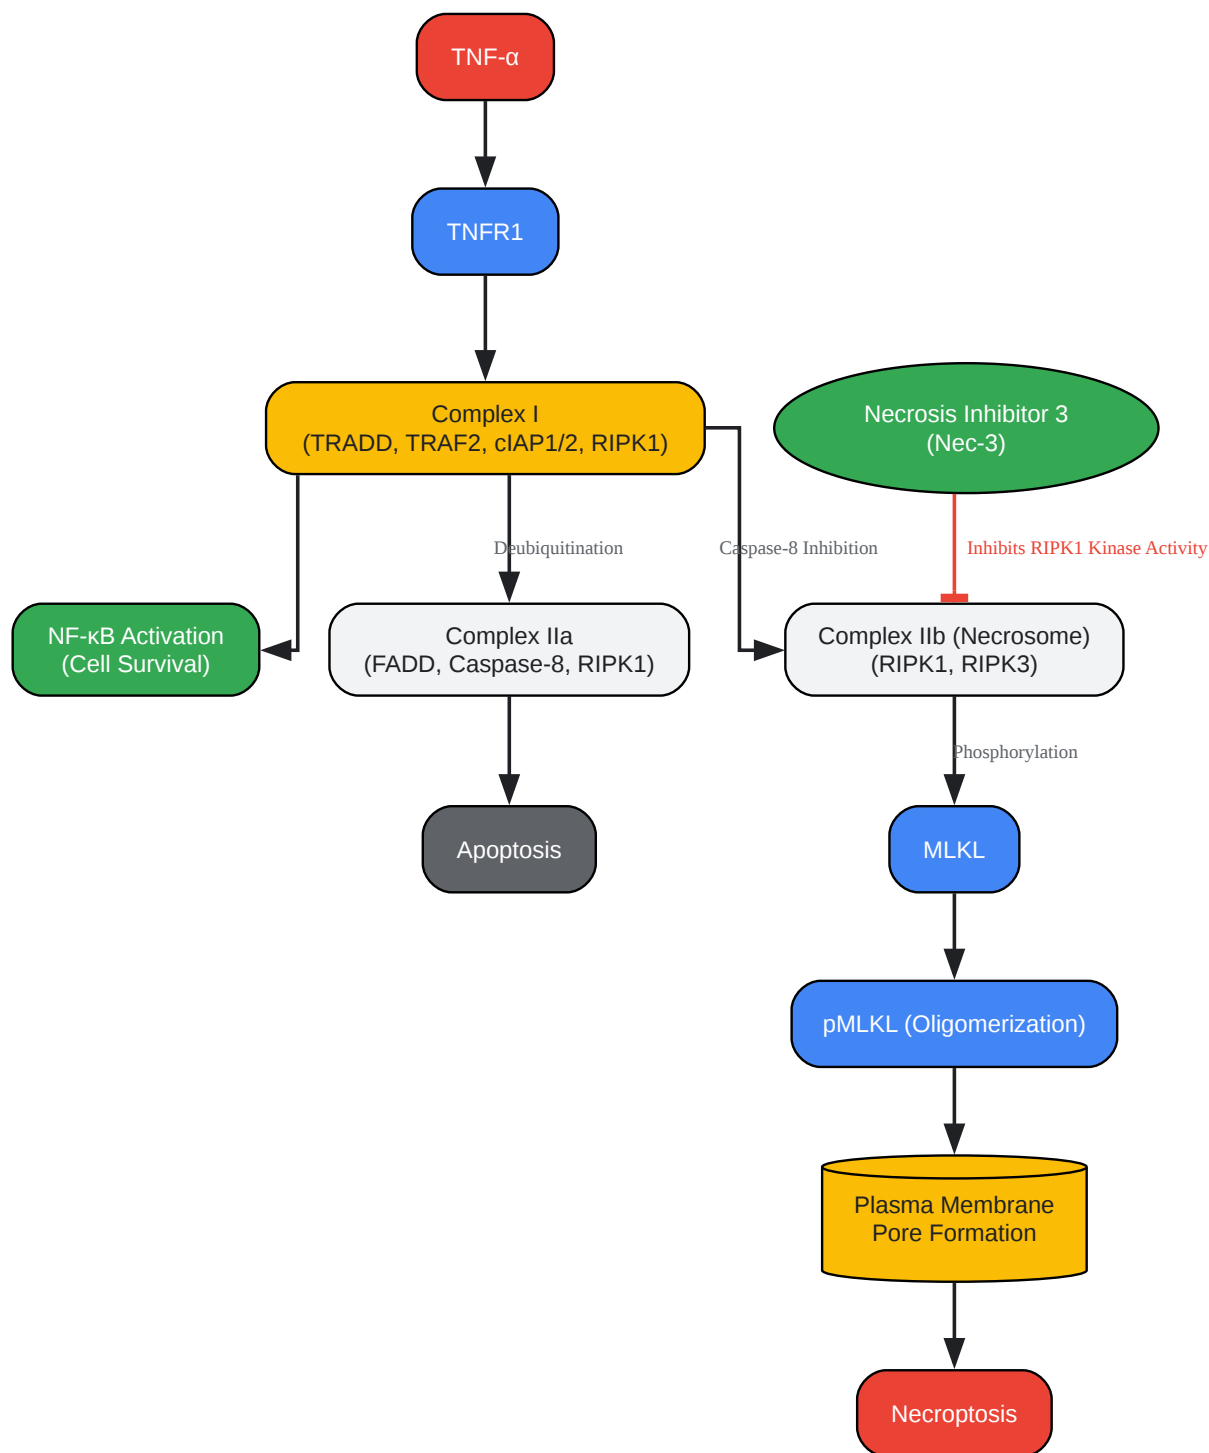 TNF-α
TNFR1
Complex I
(TRADD, TRAF2, cIAP1/2, RIPK1)
Necrosis Inhibitor 3
(Nec-3)
Deubiquitination
Caspase-8 Inhibition
Inhibits RIPK1 Kinase Activity
NF-κB Activation
(Cell Survival)
Complex IIa
(FADD, Caspase-8, RIPK1)
Complex IIb (Necrosome)
(RIPK1, RIPK3)
Phosphorylation
Apoptosis
MLKL
pMLKL (Oligomerization)
Plasma Membrane
Pore Formation
Necroptosis